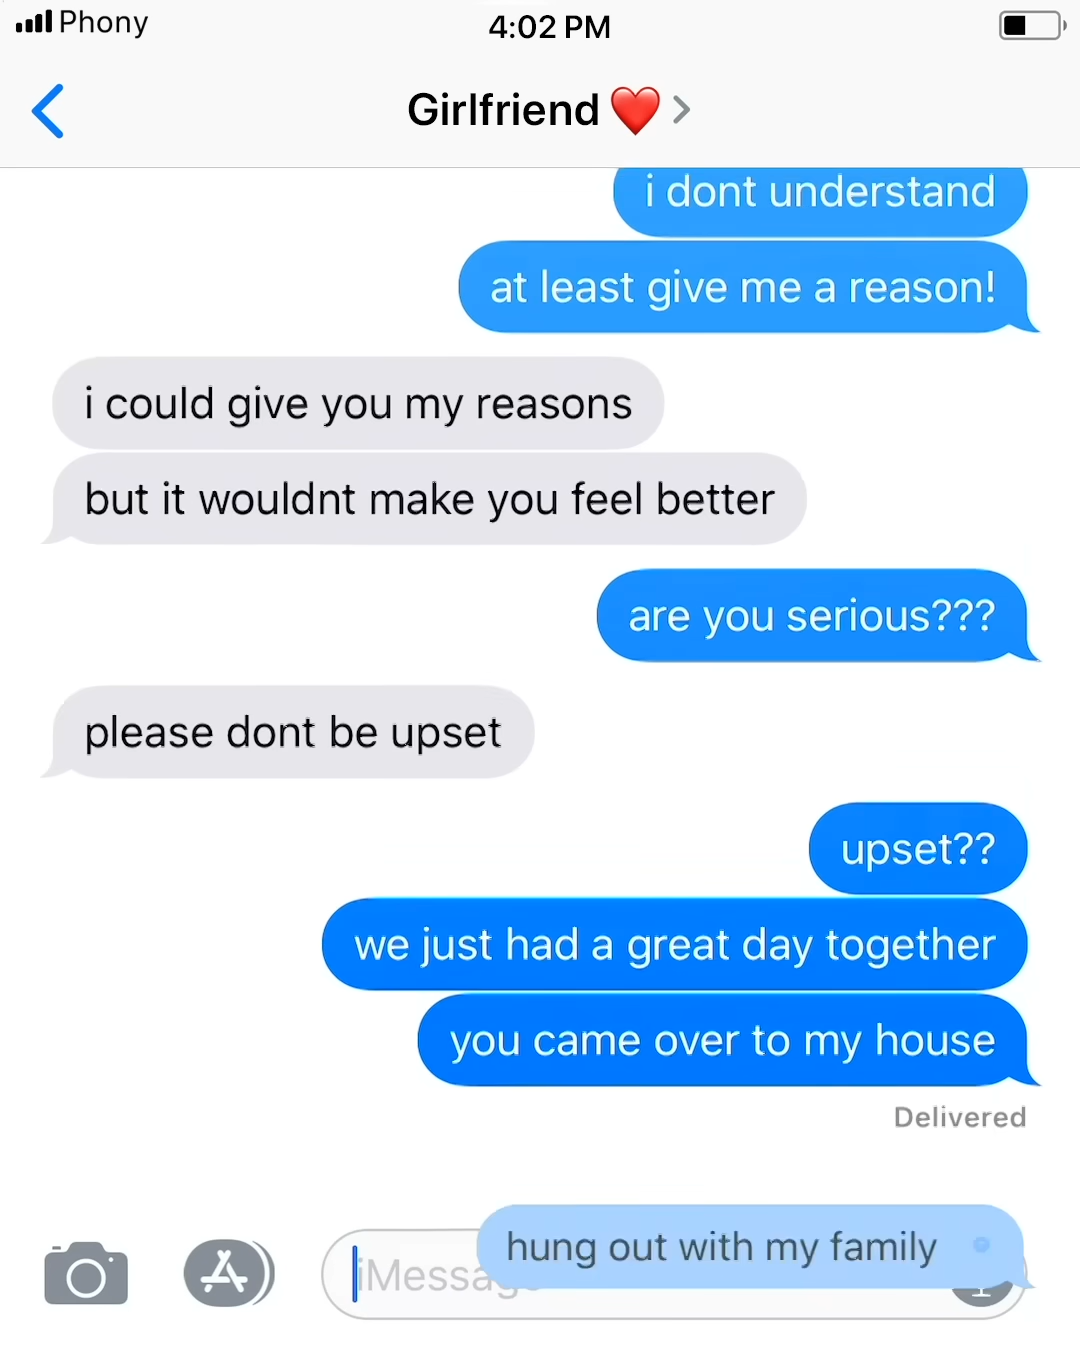 Phony
4:02 PM
Girlfriend ❤️ >
i dont understand
at least give me a reason!
i could give you my reasons
but it wouldnt make you feel better
are you serious???
please dont be upset
upset??
we just had a great day together
you came over to my house
Delivered
hung out with my family
iMessage